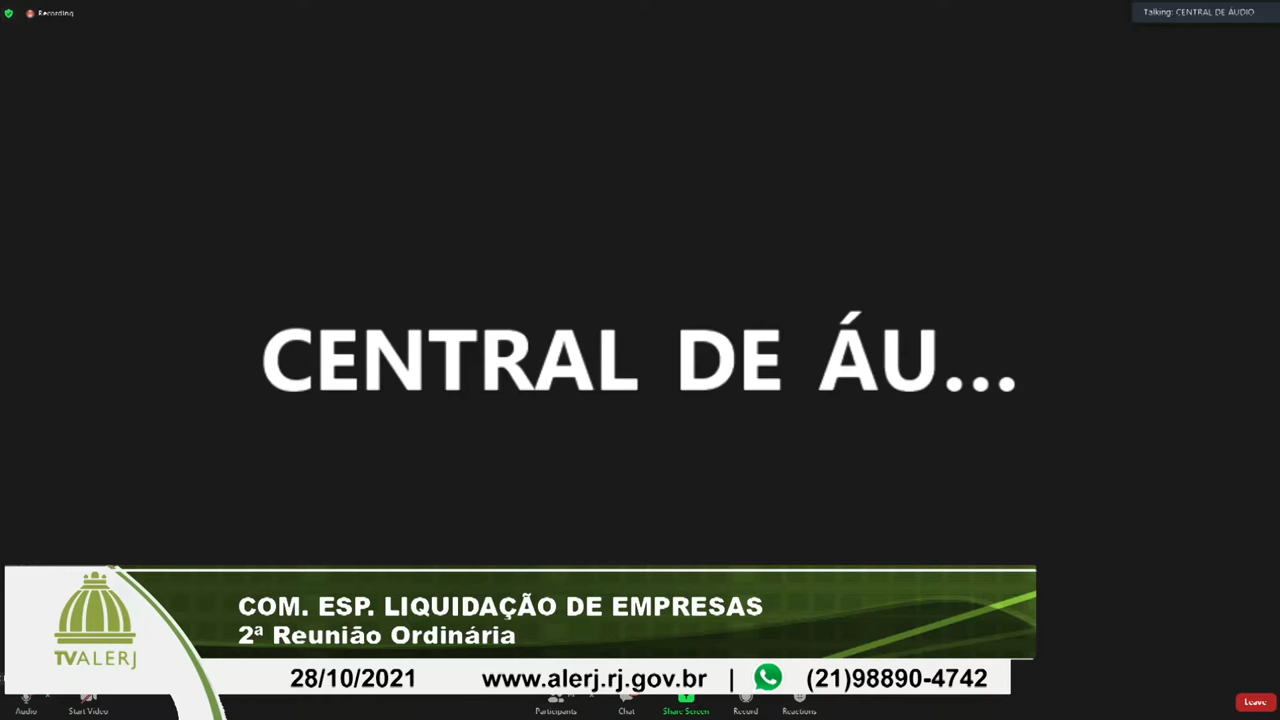 Recording
Talking: CENTRAL DE ÁUDIO
CENTRAL DE ÁU...
COM. ESP. LIQUIDAÇÃO DE EMPRESAS
2ª Reunião Ordinária
TVALERJ
28/10/2021 www.alerj.rj.gov.br | (21)98890-4742
Audio Start Video Participants Chat Share Screen Record Reactions Leave